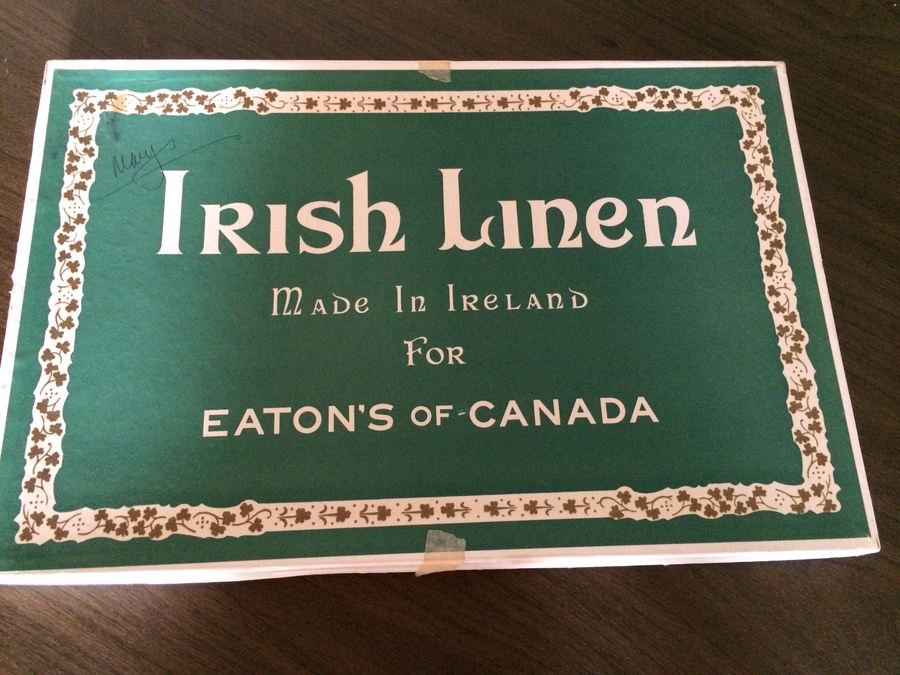 Mary
Irish Linen
Made In Ireland
For
EATON'S OF CANADA